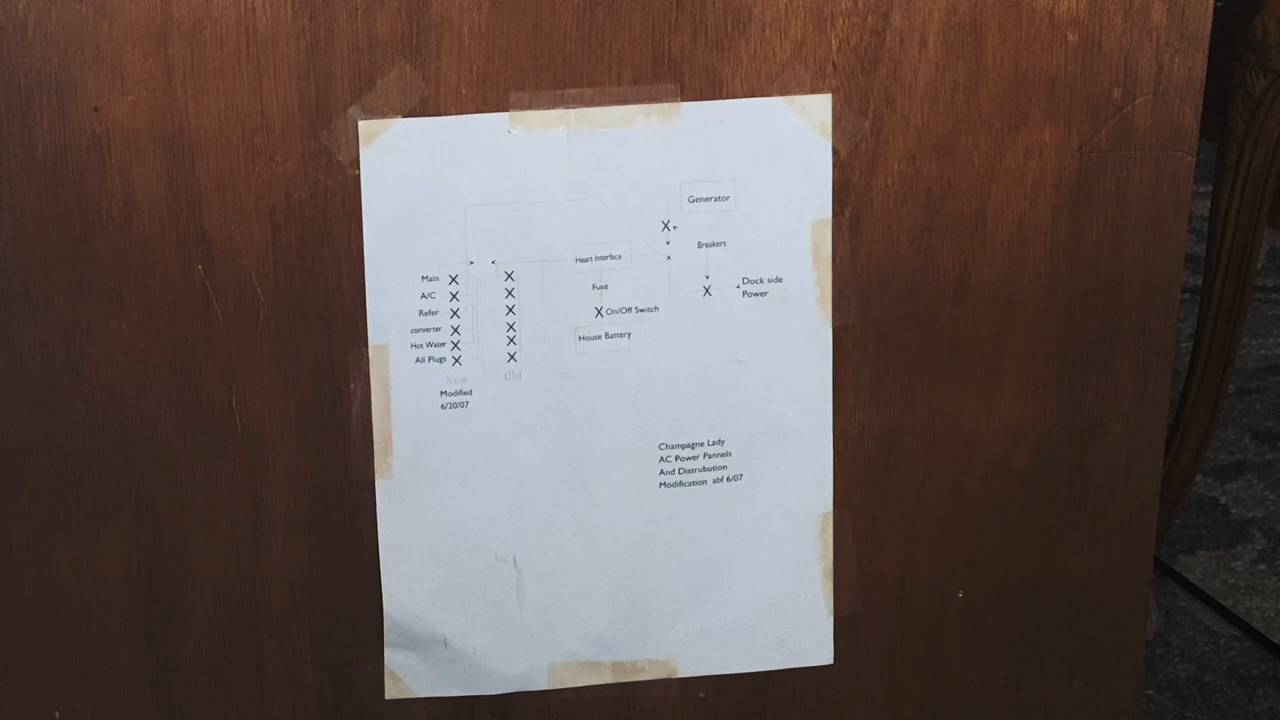 Generator
X
Breakers
Heart Interface
Main X X
A/C X X
Refer X X
converter X X
Hot Water X X
All Plugs X X
Fuse
X On/Off Switch
House Battery
X
Dock side
Power
New
Modified
6/20/07
Old
Champagne Lady
AC Power Pannels
And Distrubution
Modification abf 6/07